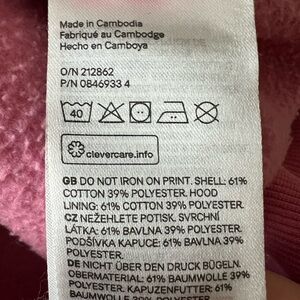 Made in Cambodia
Fabriqué au Cambodge
Hecho en Camboya
O/N 212862
P/N 0846933 4
40
clevercare.info
GB DO NOT IRON ON PRINT. SHELL: 61%
COTTON 39% POLYESTER. HOOD
LINING: 61% COTTON 39% POLYESTER.
CZ NEŽEHLETE POTISK. SVRCHNÍ
LÁTKA: 61% BAVLNA 39% POLYESTER.
PODŠÍVKA KAPUCE: 61% BAVLNA 39%
POLYESTER.
DE NICHT ÜBER DEN DRUCK BÜGELN.
OBERMATERIAL: 61% BAUMWOLLE 39%
POLYESTER. KAPUZENFUTTER: 61%
BAUMWOLLE 39% POLYESTER.